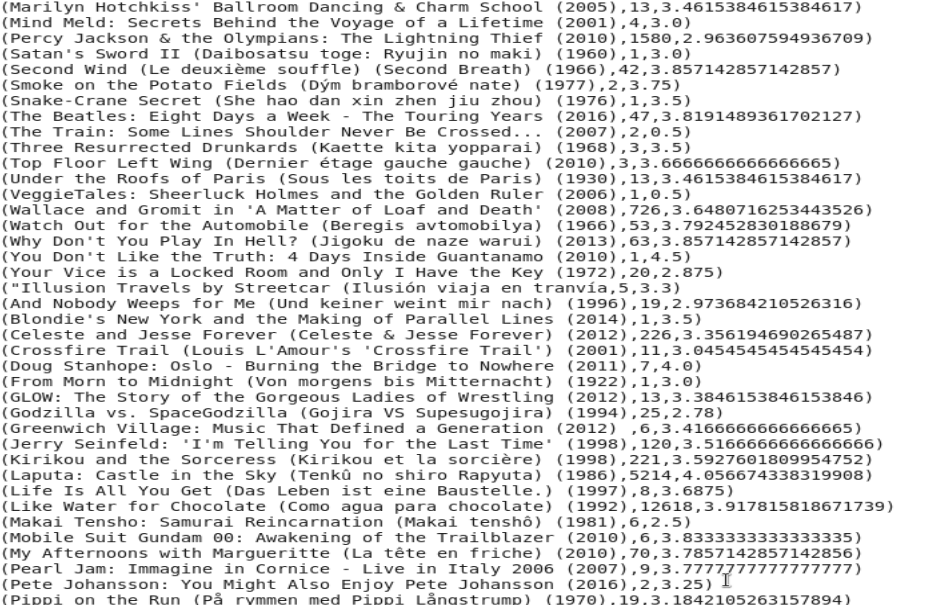 (Marilyn Hotchkiss' Ballroom Dancing & Charm School (2005),13,3.4615384615384617)
(Mind Meld: Secrets Behind the Voyage of a Lifetime (2001),4,3.0)
(Percy Jackson & the Olympians: The Lightning Thief (2010),1580,2.963607594936709)
(Satan's Sword II (Daibosatsu toge: Ryujin no maki) (1960),1,3.0)
(Second Wind (Le deuxième souffle) (Second Breath) (1966),42,3.857142857142857)
(Smoke on the Potato Fields (Dým bramborové nate) (1977),2,3.75)
(Snake-Crane Secret (She hao dan xin zhen jiu zhou) (1976),1,3.5)
(The Beatles: Eight Days a Week - The Touring Years (2016),47,3.8191489361702127)
(The Train: Some Lines Shoulder Never Be Crossed... (2007),2,0.5)
(Three Resurrected Drunkards (Kaette kita yopparai) (1968),3,3.5)
(Top Floor Left Wing (Dernier étage gauche gauche) (2010),3,3.6666666666666665)
(Under the Roofs of Paris (Sous les toits de Paris) (1930),13,3.4615384615384617)
(VeggieTales: Sheerluck Holmes and the Golden Ruler (2006),1,0.5)
(Wallace and Gromit in 'A Matter of Loaf and Death' (2008),726,3.6480716253443526)
(Watch Out for the Automobile (Beregis avtomobilya) (1966),53,3.792452830188679)
(Why Don't You Play In Hell? (Jigoku de naze warui) (2013),63,3.857142857142857)
(You Don't Like the Truth: 4 Days Inside Guantanamo (2010),1,4.5)
(Your Vice is a Locked Room and Only I Have the Key (1972),20,2.875)
("Illusion Travels by Streetcar (Ilusión viaja en tranvía,5,3.3)
(And Nobody Weeps for Me (Und keiner weint mir nach) (1996),19,2.973684210526316)
(Blondie's New York and the Making of Parallel Lines (2014),1,3.5)
(Celeste and Jesse Forever (Celeste & Jesse Forever) (2012),226,3.356194690265487)
(Crossfire Trail (Louis L'Amour's 'Crossfire Trail') (2001),11,3.0454545454545454)
(Doug Stanhope: Oslo - Burning the Bridge to Nowhere (2011),7,4.0)
(From Morn to Midnight (Von morgens bis Mitternacht) (1922),1,3.0)
(GLOW: The Story of the Gorgeous Ladies of Wrestling (2012),13,3.3846153846153846)
(Godzilla vs. SpaceGodzilla (Gojira VS Supesugojira) (1994),25,2.78)
(Greenwich Village: Music That Defined a Generation (2012) ,6,3.4166666666666665)
(Jerry Seinfeld: 'I'm Telling You for the Last Time' (1998),120,3.5166666666666666)
(Kirikou and the Sorceress (Kirikou et la sorcière) (1998),221,3.5927601809954752)
(Laputa: Castle in the Sky (Tenkû no shiro Rapyuta) (1986),5214,4.056674338319908)
(Life Is All You Get (Das Leben ist eine Baustelle.) (1997),8,3.6875)
(Like Water for Chocolate (Como agua para chocolate) (1992),12618,3.917815818671739)
(Makai Tensho: Samurai Reincarnation (Makai tenshô) (1981),6,2.5)
(Mobile Suit Gundam 00: Awakening of the Trailblazer (2010),6,3.8333333333333335)
(My Afternoons with Margueritte (La tête en friche) (2010),70,3.7857142857142856)
(Pearl Jam: Immagine in Cornice - Live in Italy 2006 (2007),9,3.7777777777777777)
(Pete Johansson: You Might Also Enjoy Pete Johansson (2016),2,3.25)
(Pippi on the Run (På rymmen med Pippi Långstrump) (1970),19,3.1842105263157894)